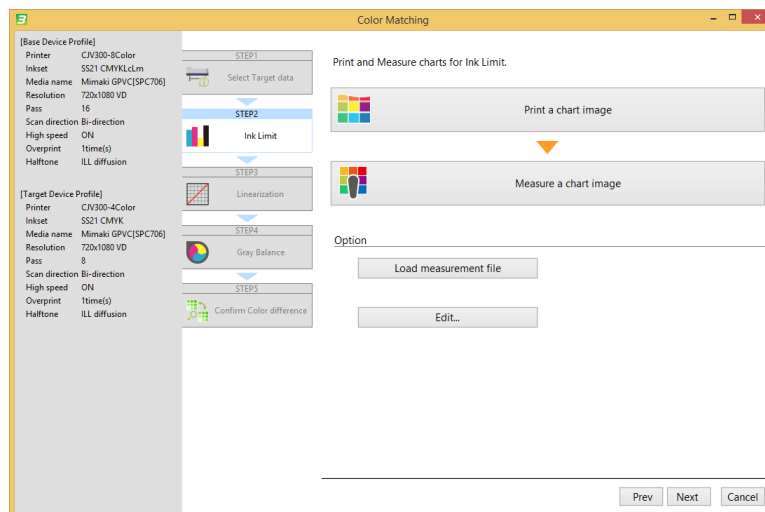 Color Matching
[Base Device Profile]
Printer CJV300-8Color
Inkset SS21 CMYKLcLm
Media name Mimaki GPVC[SPC706]
Resolution 720x1080 VD
Pass 16
Scan direction Bi-direction
High speed ON
Overprint 1time(s)
Halftone ILL diffusion
[Target Device Profile]
Printer CJV300-4Color
Inkset SS21 CMYK
Media name Mimaki GPVC[SPC706]
Resolution 720x1080 VD
Pass 8
Scan direction Bi-direction
High speed ON
Overprint 1time(s)
Halftone ILL diffusion
STEP1
Select Target data
STEP2
Ink Limit
STEP3
Linearization
STEP4
Gray Balance
STEP5
Confirm Color difference
Print and Measure charts for Ink Limit.
Print a chart image
Measure a chart image
Option
Load measurement file
Edit...
Prev Next Cancel